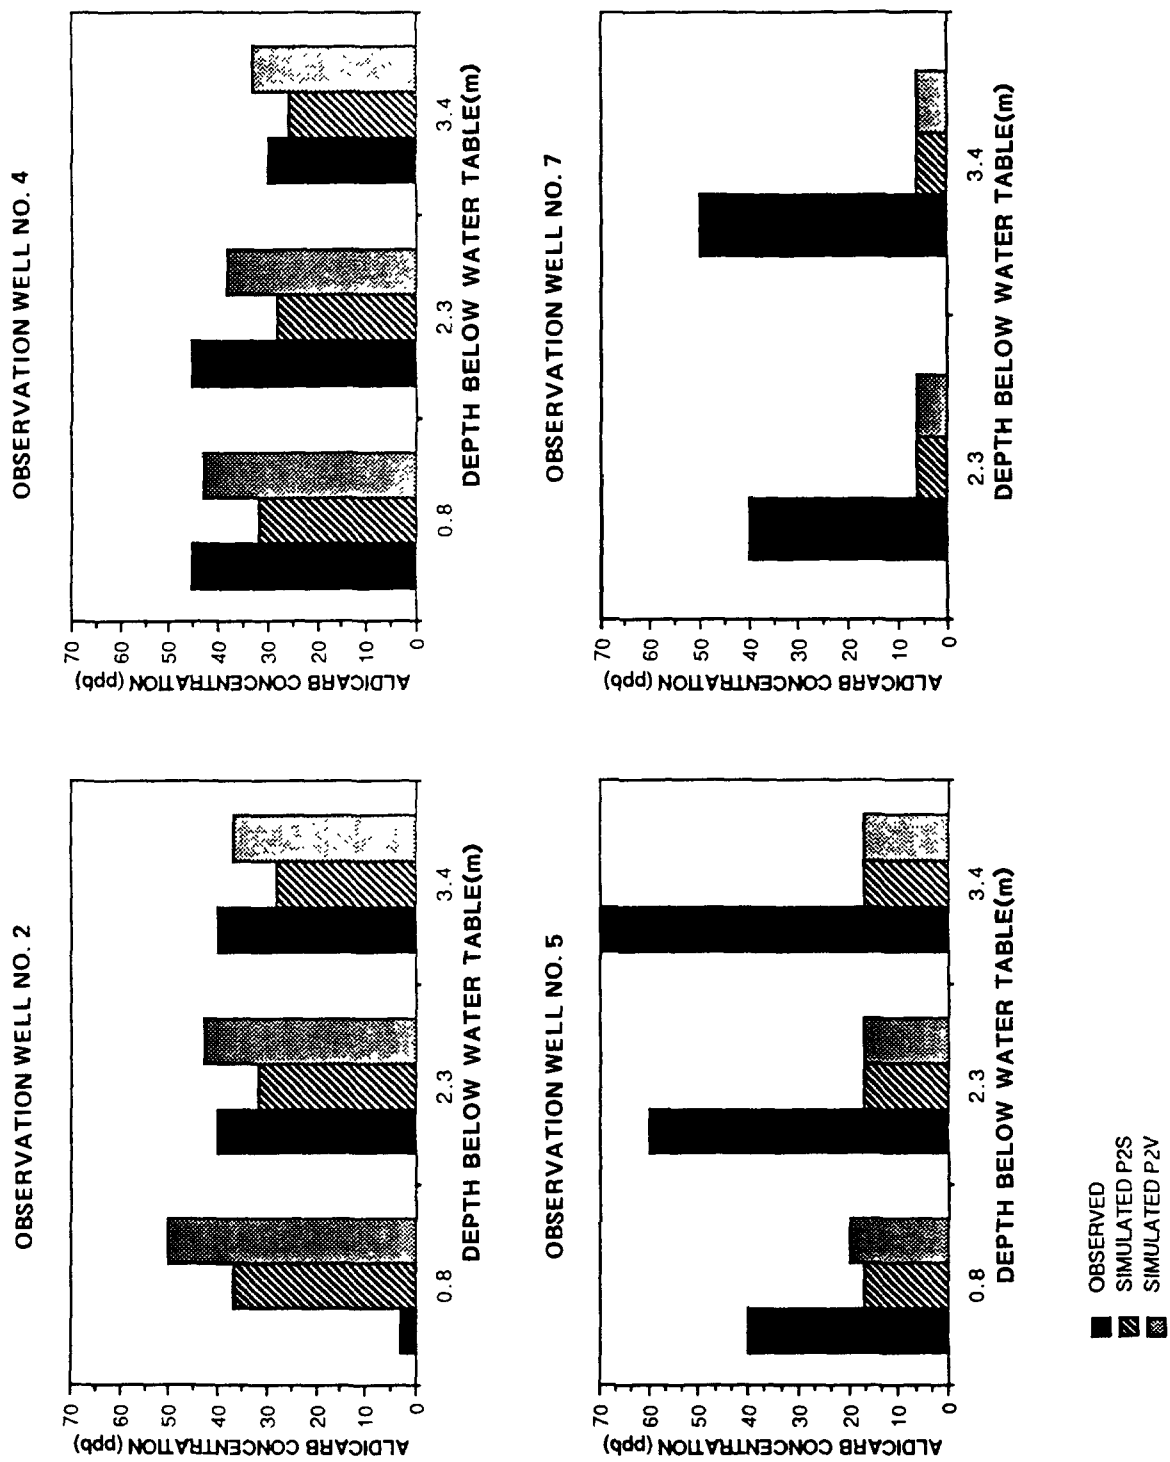 OBSERVATION WELL NO. 2
ALDICARB CONCENTRATION (ppb)
70
60
50
40
30
20
10
0
0.8
2.3
3.4
DEPTH BELOW WATER TABLE(m)
OBSERVATION WELL NO. 4
ALDICARB CONCENTRATION (ppb)
70
60
50
40
30
20
10
0
0.8
2.3
3.4
DEPTH BELOW WATER TABLE(m)
OBSERVATION WELL NO. 5
ALDICARB CONCENTRATION (ppb)
70
60
50
40
30
20
10
0
0.8
2.3
3.4
DEPTH BELOW WATER TABLE(m)
OBSERVATION WELL NO. 7
ALDICARB CONCENTRATION (ppb)
70
60
50
40
30
20
10
0
2.3
3.4
DEPTH BELOW WATER TABLE(m)
OBSERVED
SIMULATED P2S
SIMULATED P2V